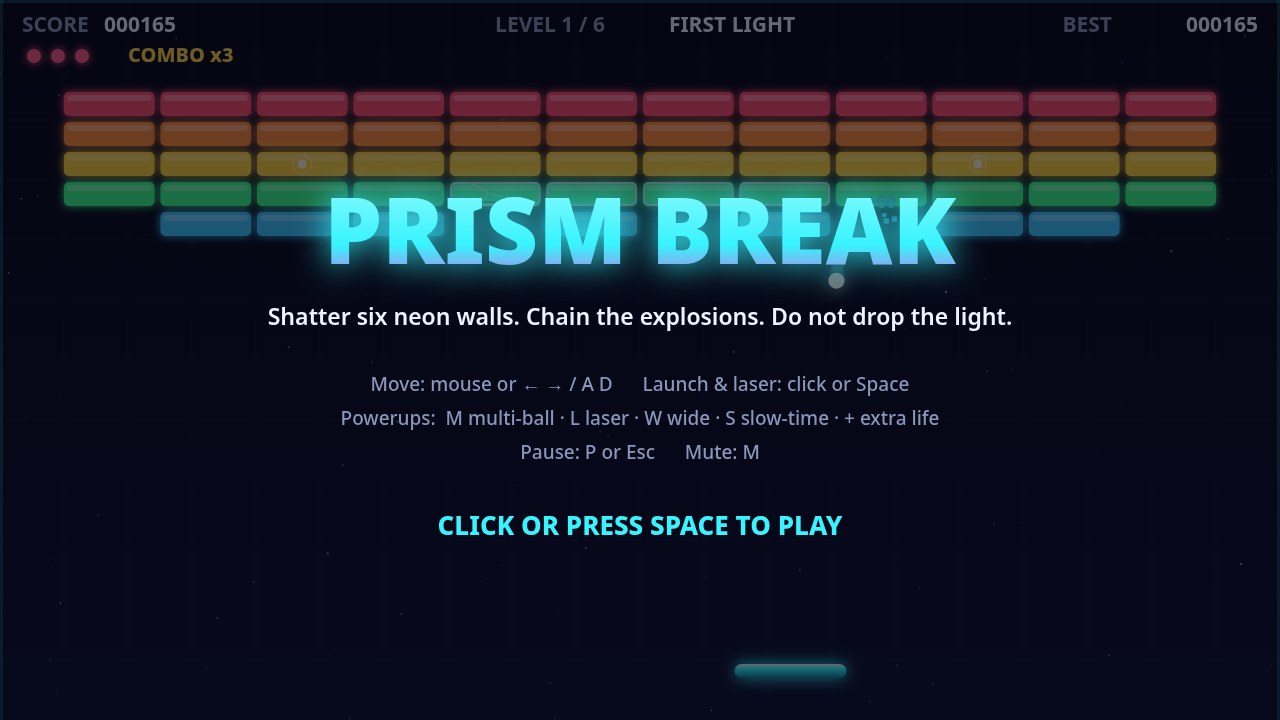 SCORE 000165 LEVEL 1 / 6 FIRST LIGHT BEST 000165
COMBO x3
PRISM BREAK
Shatter six neon walls. Chain the explosions. Do not drop the light.
Move: mouse or ← → / A D Launch & laser: click or Space
Powerups: M multi-ball · L laser · W wide · S slow-time · + extra life
Pause: P or Esc Mute: M
CLICK OR PRESS SPACE TO PLAY